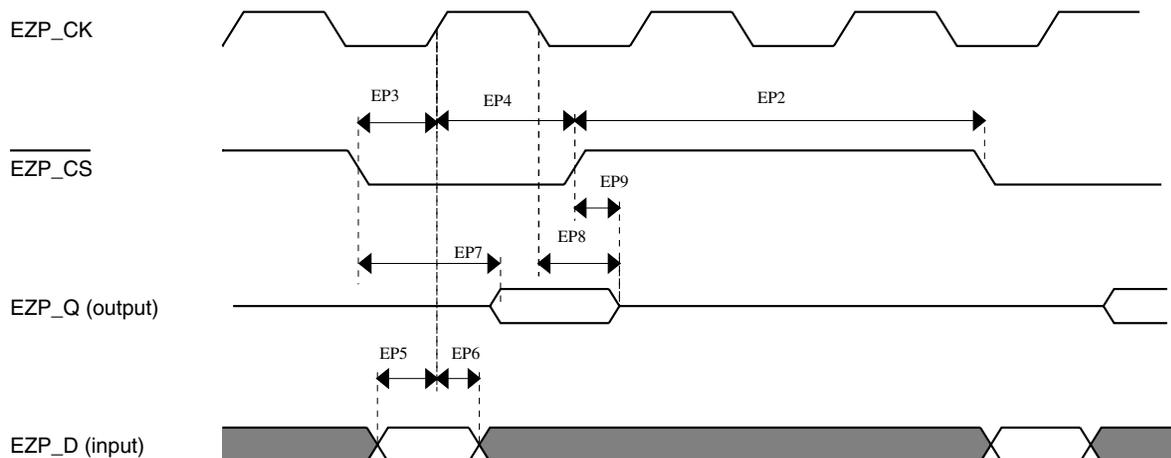 EZP_CK
EP3
EP4
EP2
EZP_CS
EP9
EP8
EP7
EZP_Q (output)
EP5
EP6
EZP_D (input)